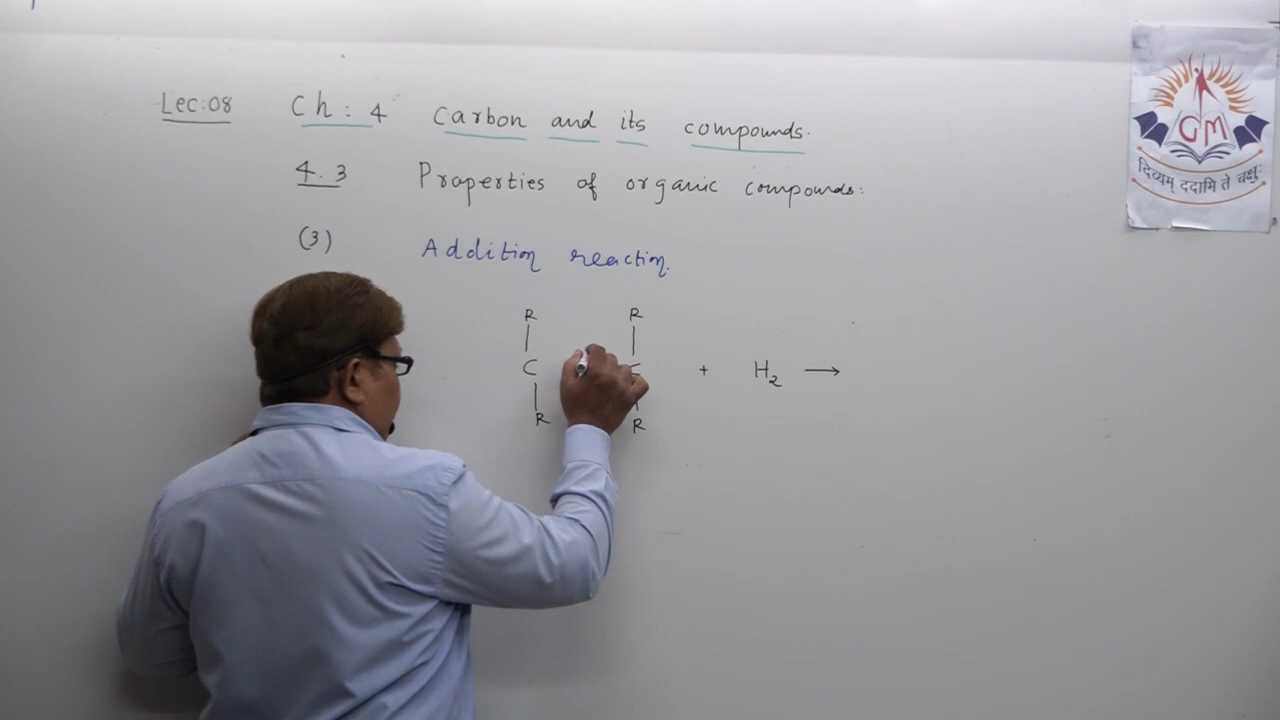 Lec:08 Ch: 4 Carbon and its compounds.
4.3 Properties of organic compounds:
(3) Addition reaction.
R R
C C + H2 →
R R
GM
दिव्यम् ददामि ते चक्षुः